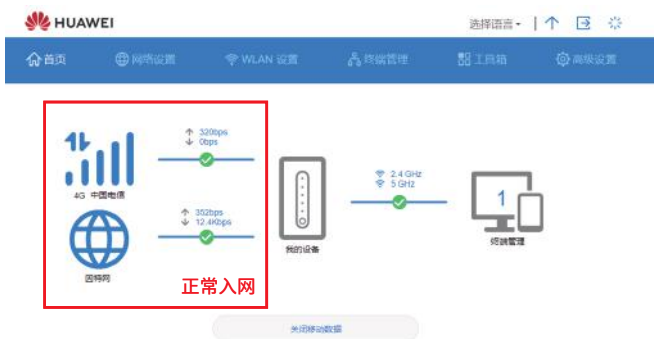 HUAWEI
选择语言
首页 网络设置 WLAN 设置 终端管理 工具箱 高级设置
320bps
0bps
4G 中国电信
352bps
12.4Kbps
因特网
正常入网
我的设备
2.4 GHz
5 GHz
1
终端管理
关闭移动数据